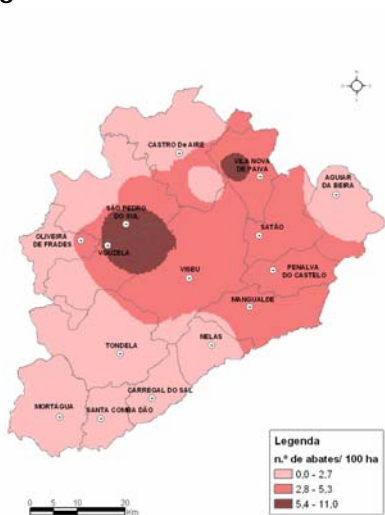 CASTRO De AIRE
VILA NOVA
DE PAIVA
AGUIAR
DA BEIRA
SÃO PEDRO
DO SUL
OLIVEIRA
DE FRADES
VOUZELA
SATÃO
VISEU
PENALVA
DO CASTELO
MANGUALDE
TONDELA
NELAS
CARREGAL DO SAL
MORTÁGUA
SANTA COMBA DÃO
Legenda
n.º de abates/ 100 ha
0,0 - 2,7
2,8 - 5,3
5,4 - 11,0
0 5 10 20
Km